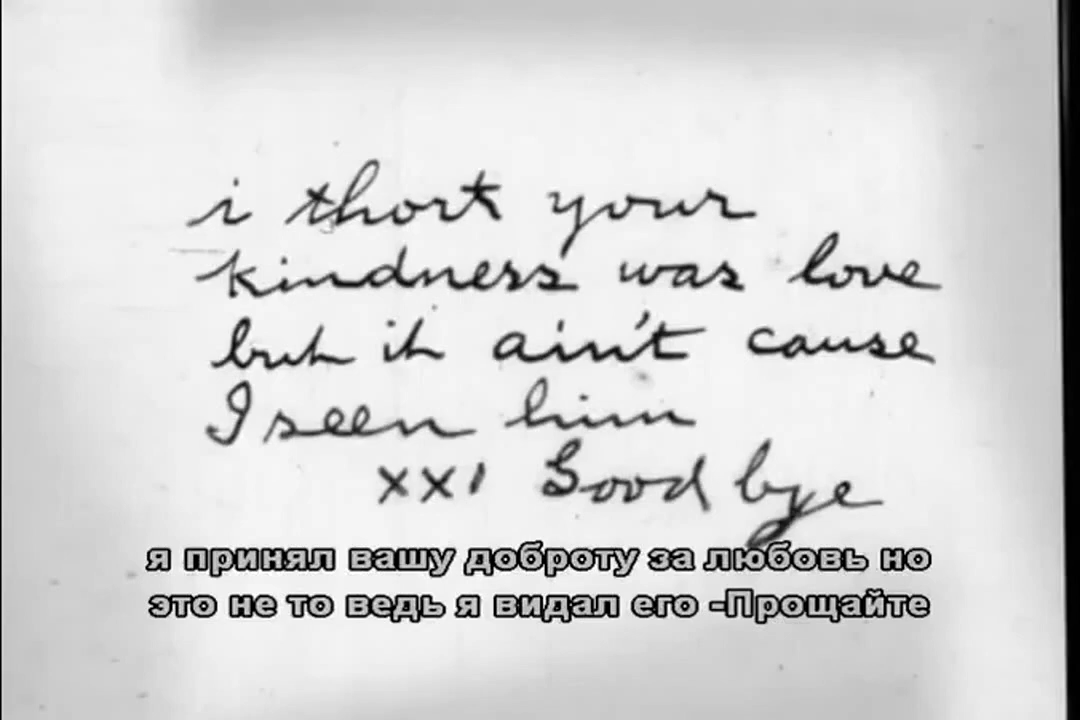 i thort your
kindness was love
but it ain't cause
I seen him
xx1 Good bye
я принял вашу доброту за любовь но
это не то ведь я видал его -Прощайте